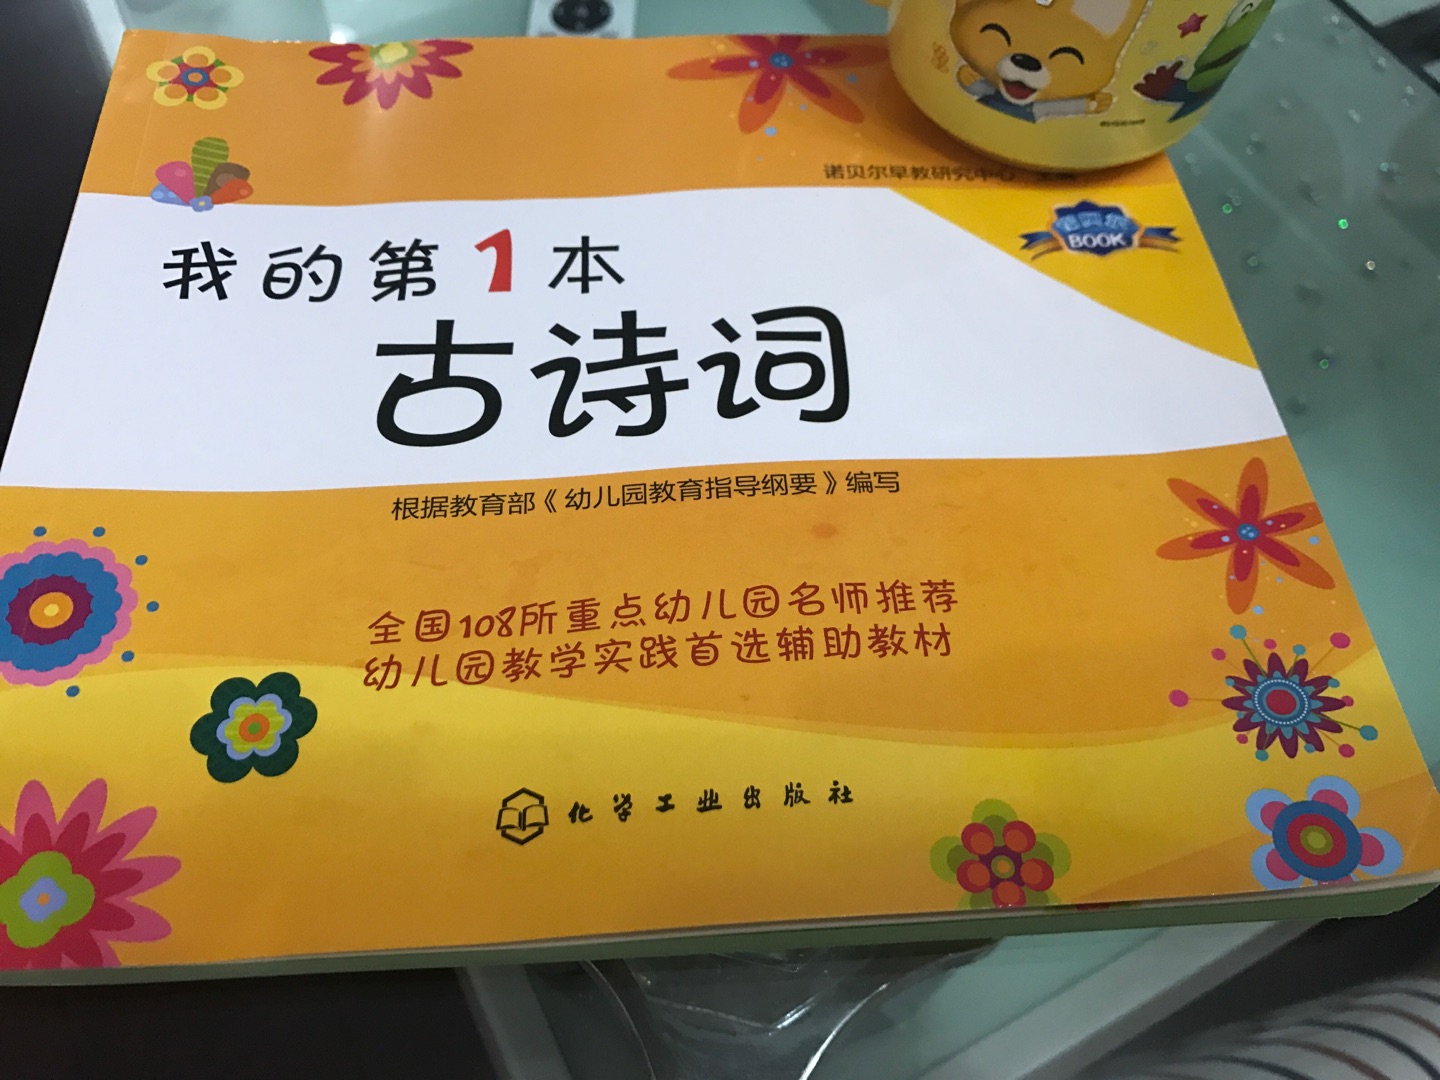 诺贝尔早教研究中心
BOOK
我的第1本
古诗词
根据教育部《幼儿园教育指导纲要》编写
全国108所重点幼儿园名师推荐
幼儿园教学实践首选辅助教材
化学工业出版社